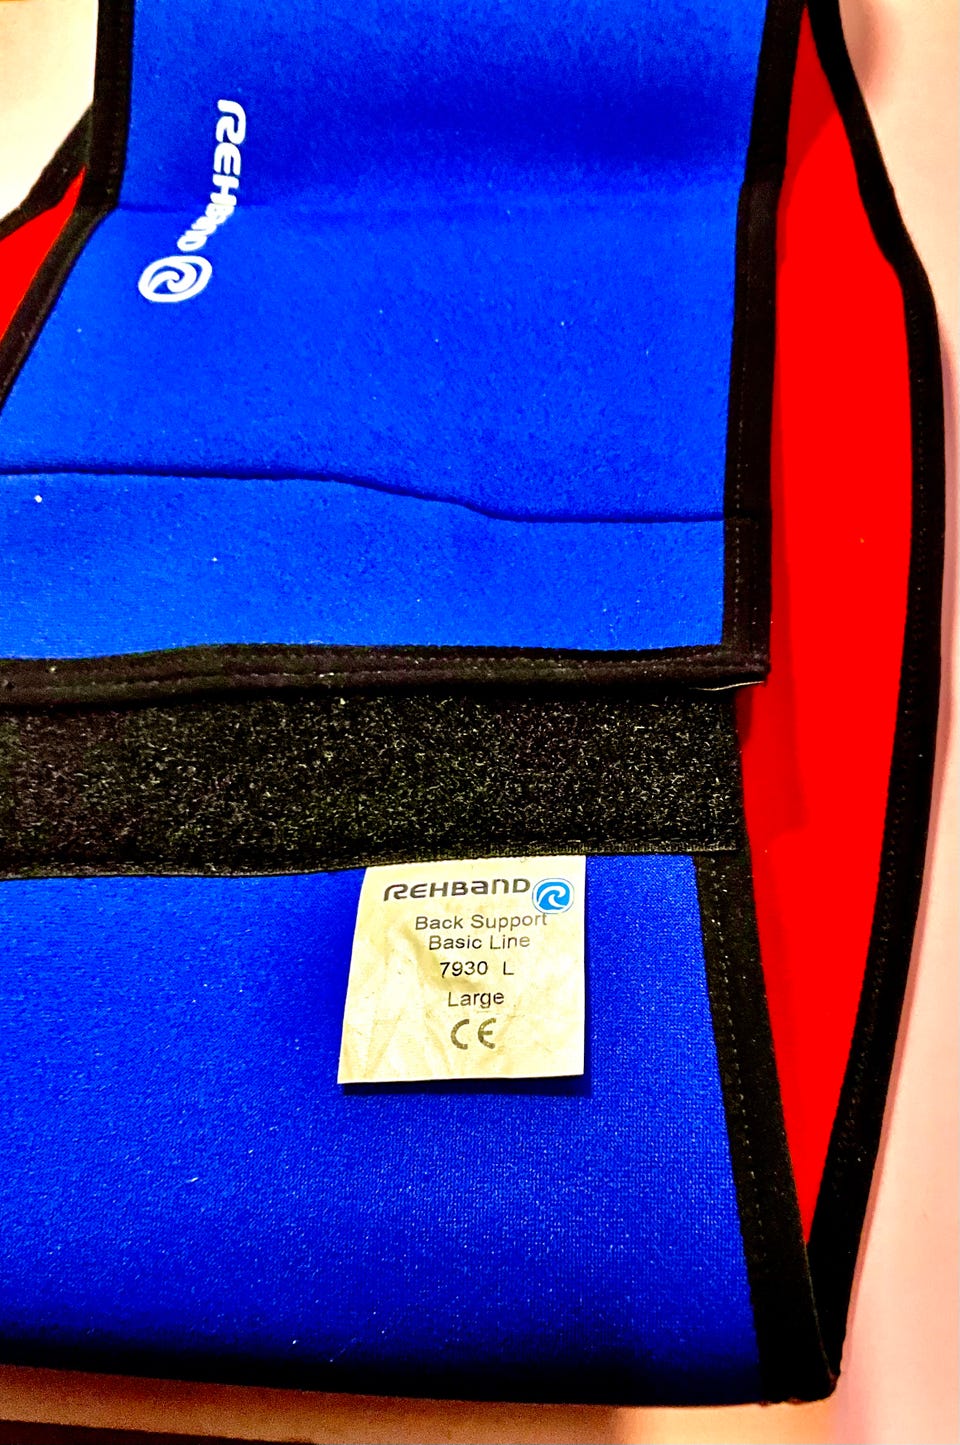 REHBand
REHBand
Back Support
Basic Line
7930 L
Large
CE